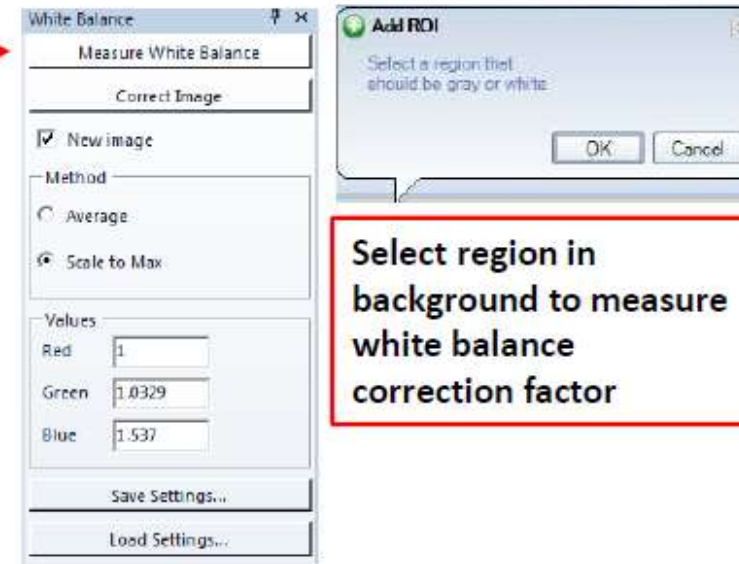 White Balance
Measure White Balance
Correct Image
New image
Method
Average
Scale to Max
Values
Red 1
Green 1.0329
Blue 1.537
Save Settings...
Load Settings...
Add ROI
Select a region that
should be gray or white
OK Cancel
Select region in
background to measure
white balance
correction factor